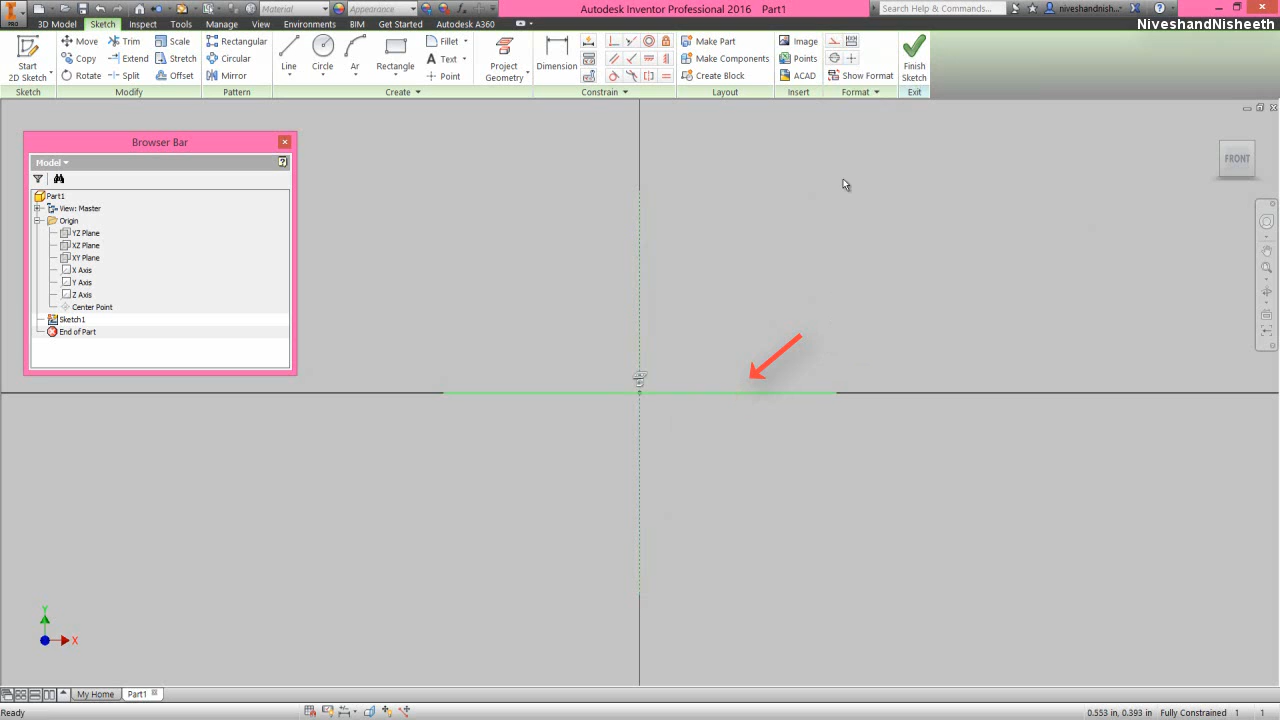 PRO
Material
Appearance
Autodesk Inventor Professional 2016 Part1
Search Help & Commands...
niveshandnish...
NiveshandNisheeth
3D Model Sketch Inspect Tools Manage View Environments BIM Get Started Autodesk A360
Start
2D Sketch
Move
Trim
Scale
Rotate
Split
Stretch
Offset
Rectangular
Circular
Mirror
Line
Circle
Arc
Rectangle
Fillet
Text
Point
Project
Geometry
Dimension
Make Part
Make Components
Create Block
Image
Points
ACAD
Show Format
Finish
Sketch
Sketch Modify Pattern Create Constrain Layout Insert Format Exit
Browser Bar
Model
Part1
View: Master
Origin
YZ Plane
XZ Plane
XY Plane
X Axis
Y Axis
Z Axis
Center Point
Sketch1
End of Part
FRONT
Y
X
My Home Part1
Ready
0.553 in, 0.393 in Fully Constrained 1 1